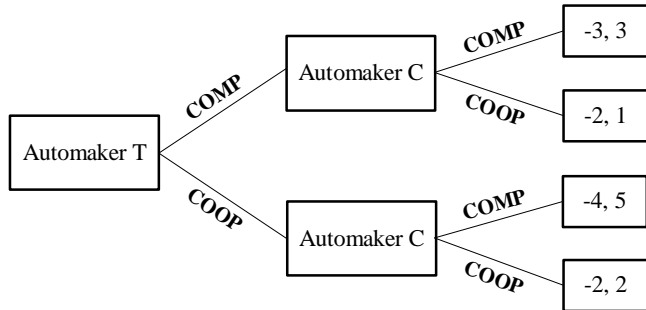 Automaker T
COMP
COOP
Automaker C
COMP
COOP
-3, 3
-2, 1
Automaker C
COMP
COOP
-4, 5
-2, 2